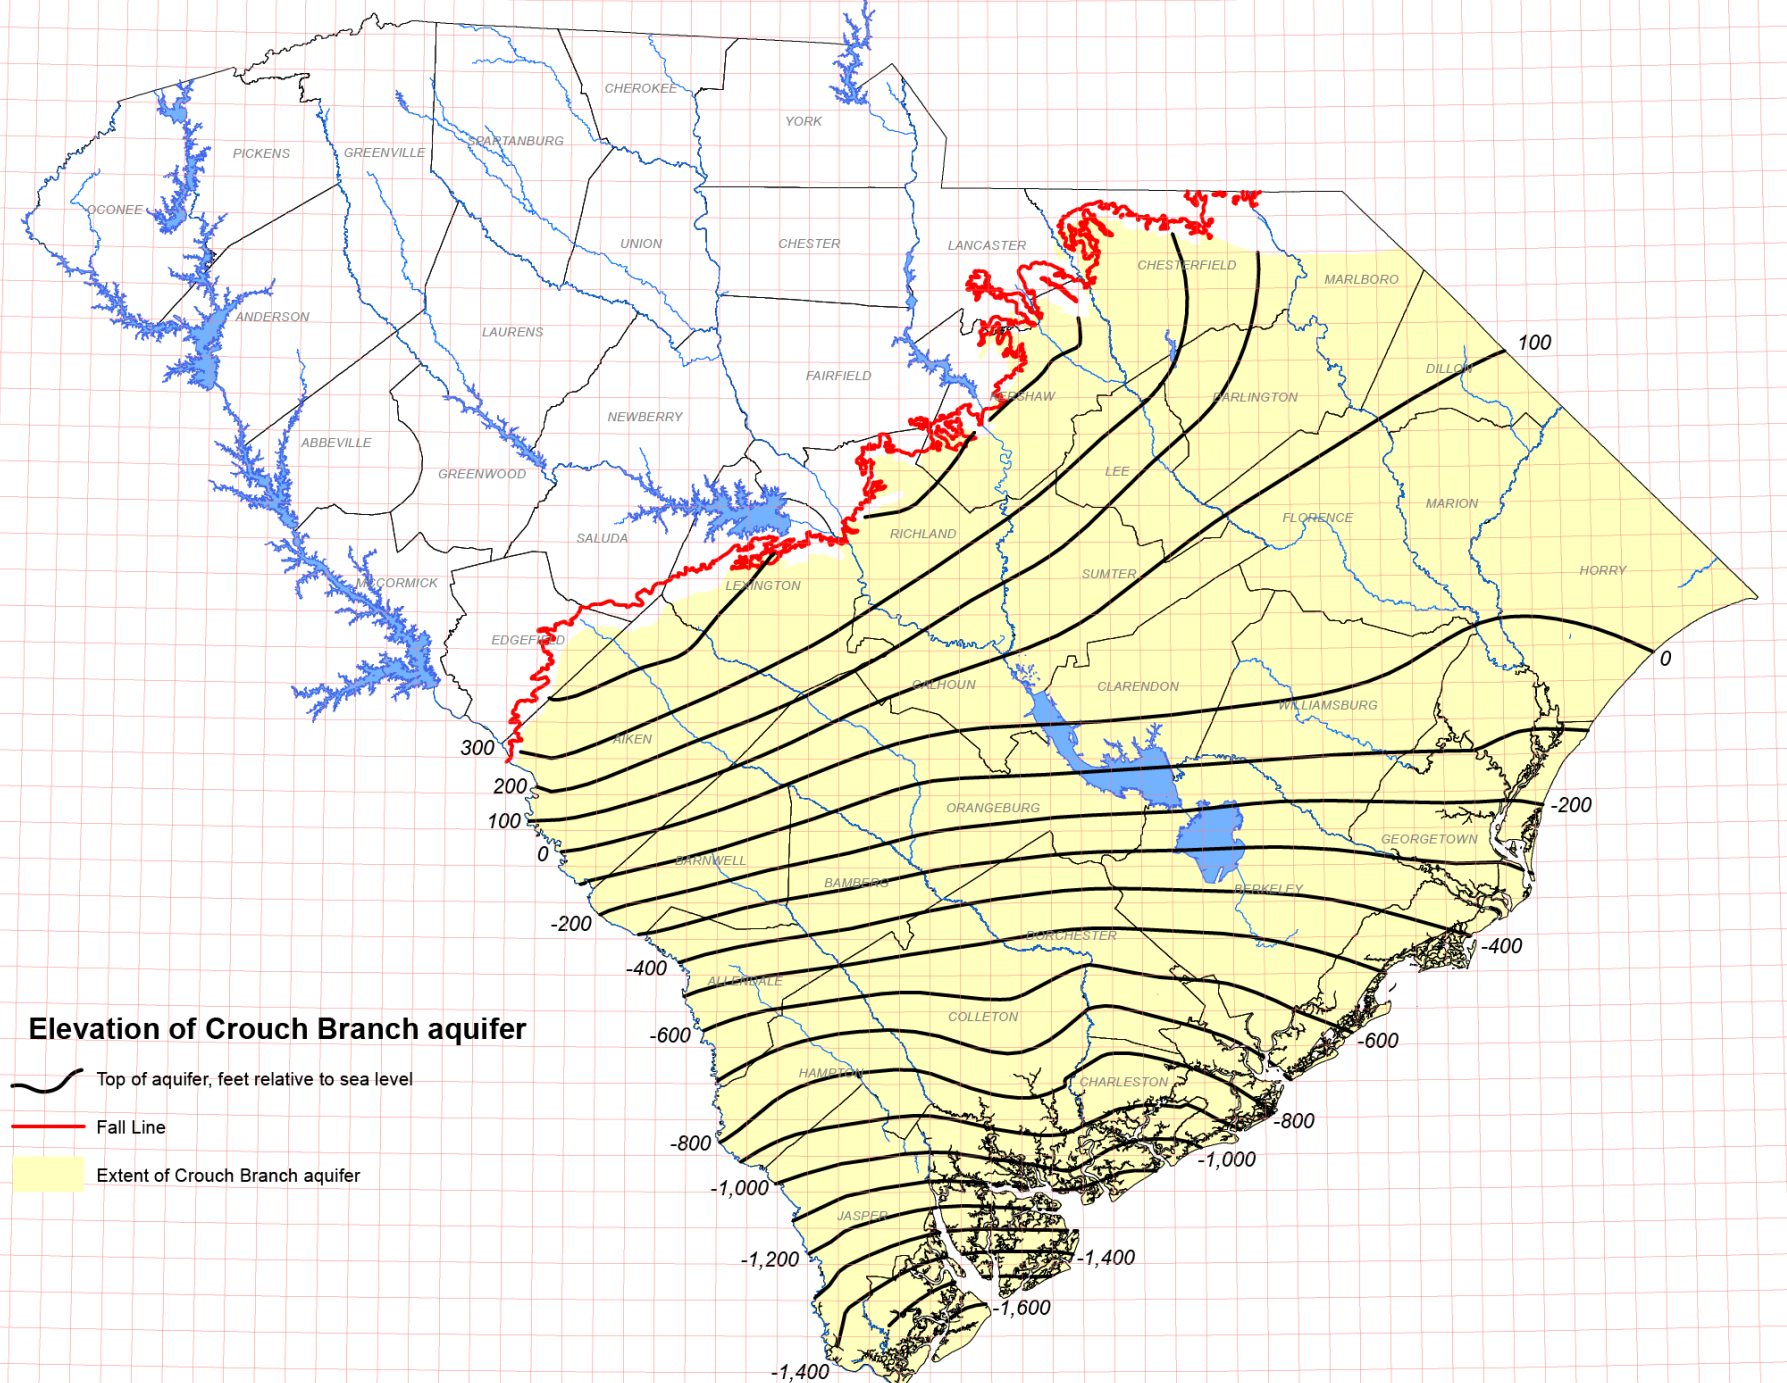 CHEROKEE
YORK
SPARTANBURG
PICKENS
GREENVILLE
OCONEE
UNION
CHESTER
LANCASTER
CHESTERFIELD
MARLBORO
ANDERSON
LAURENS
100
FAIRFIELD
DILLON
KERSHAW
DARLINGTON
NEWBERRY
ABBEVILLE
GREENWOOD
LEE
MARION
FLORENCE
RICHLAND
SALUDA
HORRY
SUMTER
MCCORMICK
LEXINGTON
EDGEFIELD
0
CALHOUN
CLARENDON
WILLIAMSBURG
AIKEN
300
200
-200
ORANGEBURG
100
GEORGETOWN
0
BARNWELL
BAMBERG
BERKELEY
-200
DORCHESTER
-400
-400
ALLENDALE
COLLETON
Elevation of Crouch Branch aquifer
-600
-600
HAMPTON
Top of aquifer, feet relative to sea level
CHARLESTON
-800
Fall Line
-800
-1,000
Extent of Crouch Branch aquifer
-1,000
JASPER
-1,200
-1,400
-1,600
-1,400